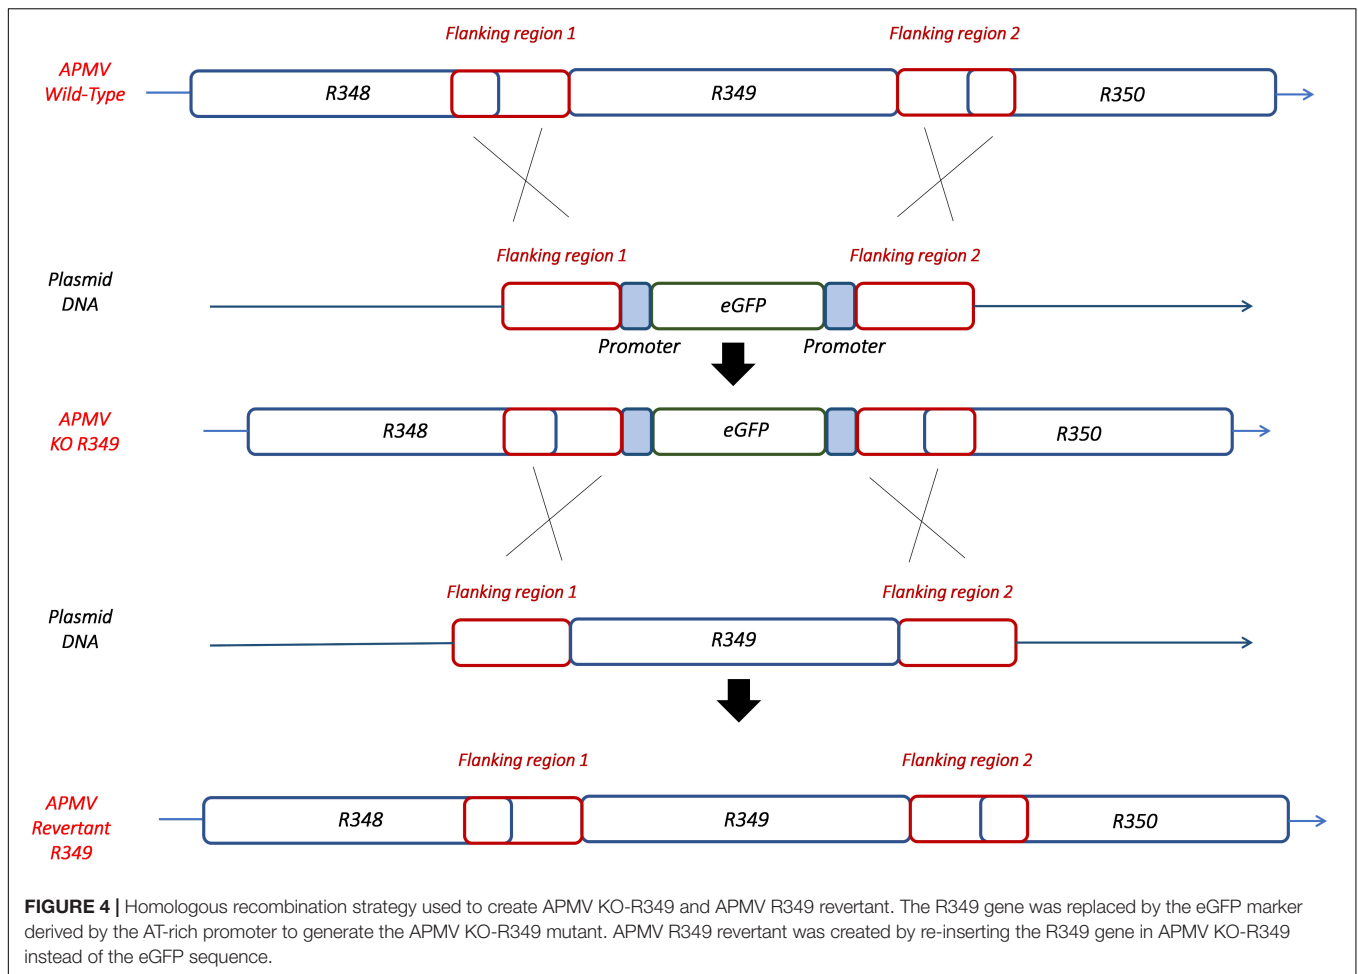 Flanking region 1
Flanking region 2
APMV
Wild-Type
R348
R349
R350
Flanking region 1
Flanking region 2
Plasmid
DNA
eGFP
Promoter
Promoter
APMV
KO R349
R348
eGFP
R350
Flanking region 1
Flanking region 2
Plasmid
DNA
R349
Flanking region 1
Flanking region 2
APMV
Revertant
R349
R348
R349
R350
FIGURE 4 | Homologous recombination strategy used to create APMV KO-R349 and APMV R349 revertant. The R349 gene was replaced by the eGFP marker
derived by the AT-rich promoter to generate the APMV KO-R349 mutant. APMV R349 revertant was created by re-inserting the R349 gene in APMV KO-R349
instead of the eGFP sequence.